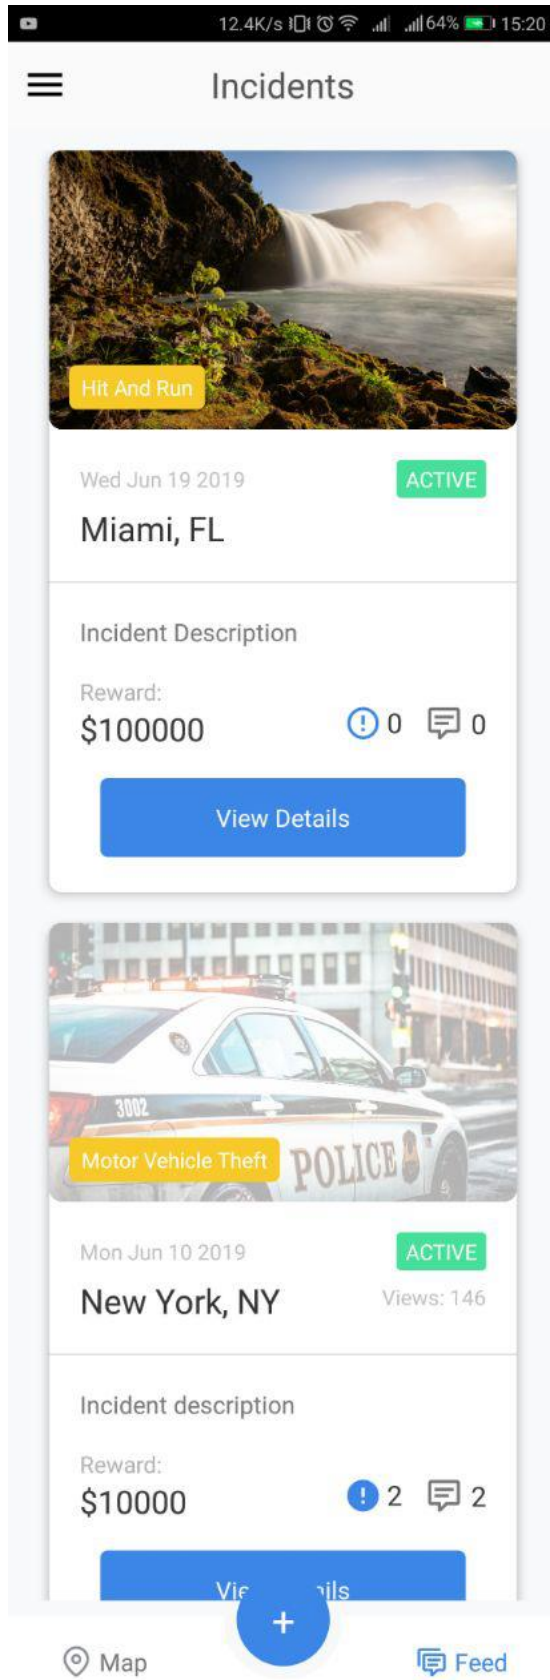 12.4K/s 64% 15:20
Incidents
Hit And Run
Wed Jun 19 2019 ACTIVE
Miami, FL
Incident Description
Reward:
$100000 0 0
View Details
3002
Motor Vehicle Theft POLICE
Mon Jun 10 2019 ACTIVE
New York, NY Views: 146
Incident description
Reward:
$10000 2 2
+
Map Feed